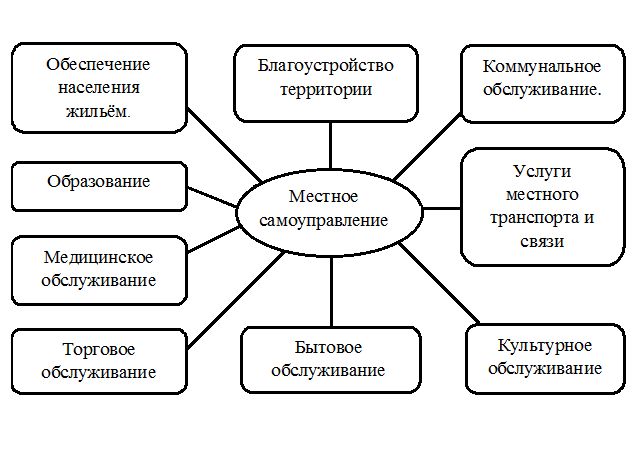 Обеспечение
населения
жильём.
Благоустройство
территории
Коммунальное
обслуживание.
Образование
Местное
самоуправление
Услуги
местного
транспорта и
связи
Медицинское
обслуживание
Торговое
обслуживание
Бытовое
обслуживание
Культурное
обслуживание